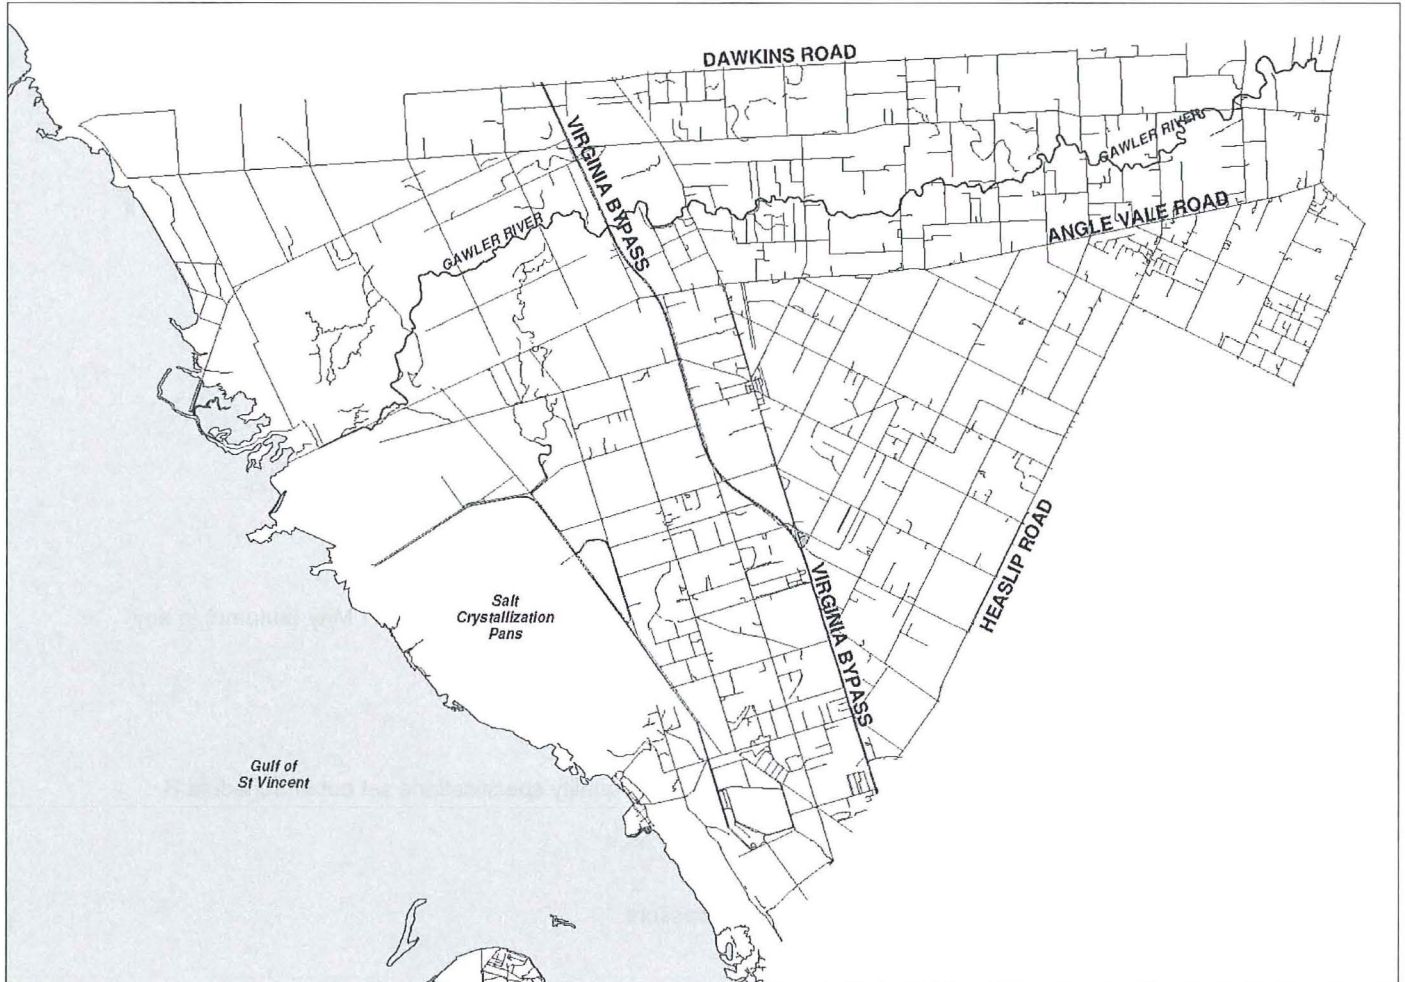 DAWKINS ROAD
VIRGINIA BYPASS
GAWLER RIVER
GAWLER RIVER
ANGLE VALE ROAD
HEASLIP ROAD
Salt
Crystallization
Pans
VIRGINIA BYPASS
Gulf of
St Vincent